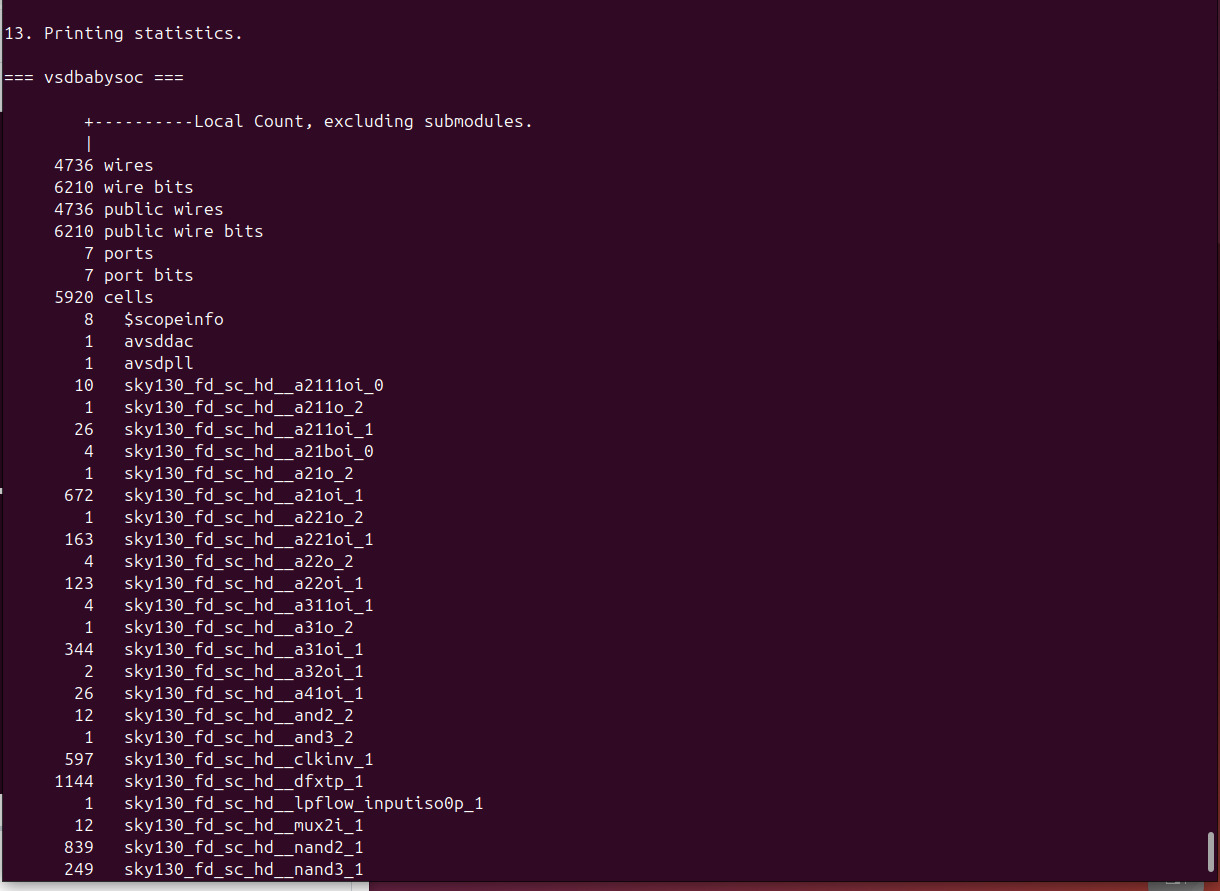 13. Printing statistics.
=== vsdbabysoc ===
+----------Local Count, excluding submodules.
|
4736 wires
6210 wire bits
4736 public wires
6210 public wire bits
7 ports
7 port bits
5920 cells
8 $scopeinfo
1 avsddac
1 avsdpll
10 sky130_fd_sc_hd__a2111oi_0
1 sky130_fd_sc_hd__a211o_2
26 sky130_fd_sc_hd__a211oi_1
4 sky130_fd_sc_hd__a21boi_0
1 sky130_fd_sc_hd__a21o_2
672 sky130_fd_sc_hd__a21oi_1
1 sky130_fd_sc_hd__a221o_2
163 sky130_fd_sc_hd__a221oi_1
4 sky130_fd_sc_hd__a22o_2
123 sky130_fd_sc_hd__a22oi_1
4 sky130_fd_sc_hd__a311oi_1
1 sky130_fd_sc_hd__a31o_2
344 sky130_fd_sc_hd__a31oi_1
2 sky130_fd_sc_hd__a32oi_1
26 sky130_fd_sc_hd__a41oi_1
12 sky130_fd_sc_hd__and2_2
1 sky130_fd_sc_hd__and3_2
597 sky130_fd_sc_hd__clkinv_1
1144 sky130_fd_sc_hd__dfxtp_1
1 sky130_fd_sc_hd__lpflow_inputiso0p_1
12 sky130_fd_sc_hd__mux2i_1
839 sky130_fd_sc_hd__nand2_1
249 sky130_fd_sc_hd__nand3_1